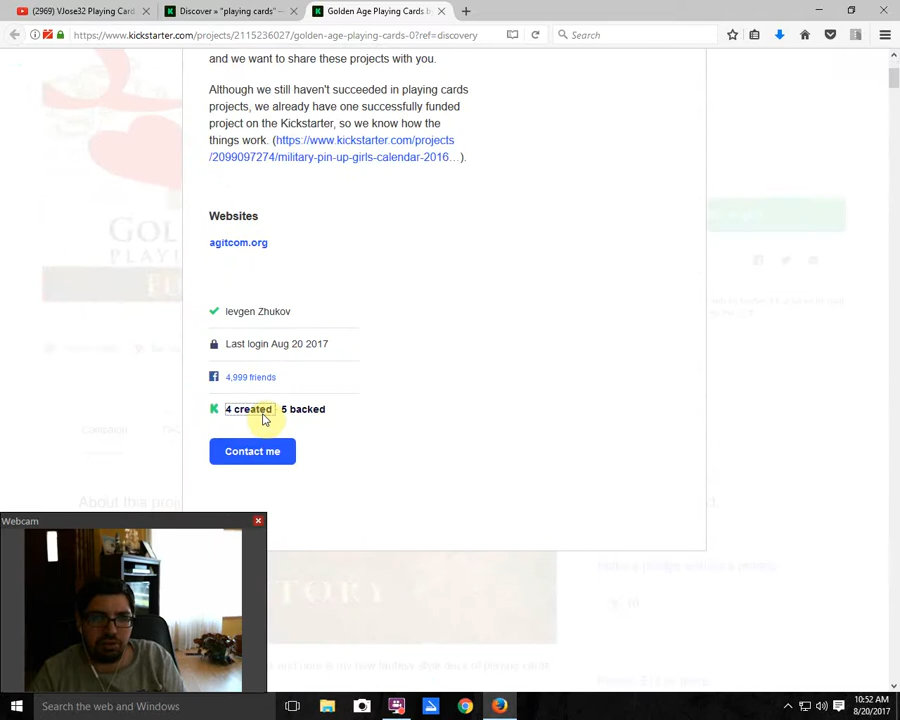 (2969) VJose32 Playing Card
Discover » "playing cards" —
Golden Age Playing Cards b
https://www.kickstarter.com/projects/2115236027/golden-age-playing-cards-0?ref=discovery
Search
and we want to share these projects with you.
Although we still haven't succeeded in playing cards
projects, we already have one successfully funded
project on the Kickstarter, so we know how the
things work. (https://www.kickstarter.com/projects
/2099097274/military-pin-up-girls-calendar-2016…).
Websites
agitcom.org
Ievgen Zhukov
Last login Aug 20 2017
4,999 friends
4 created · 5 backed
Contact me
Campaign
About this proj
Webcam
Search the web and Windows
10:52 AM
8/20/2017